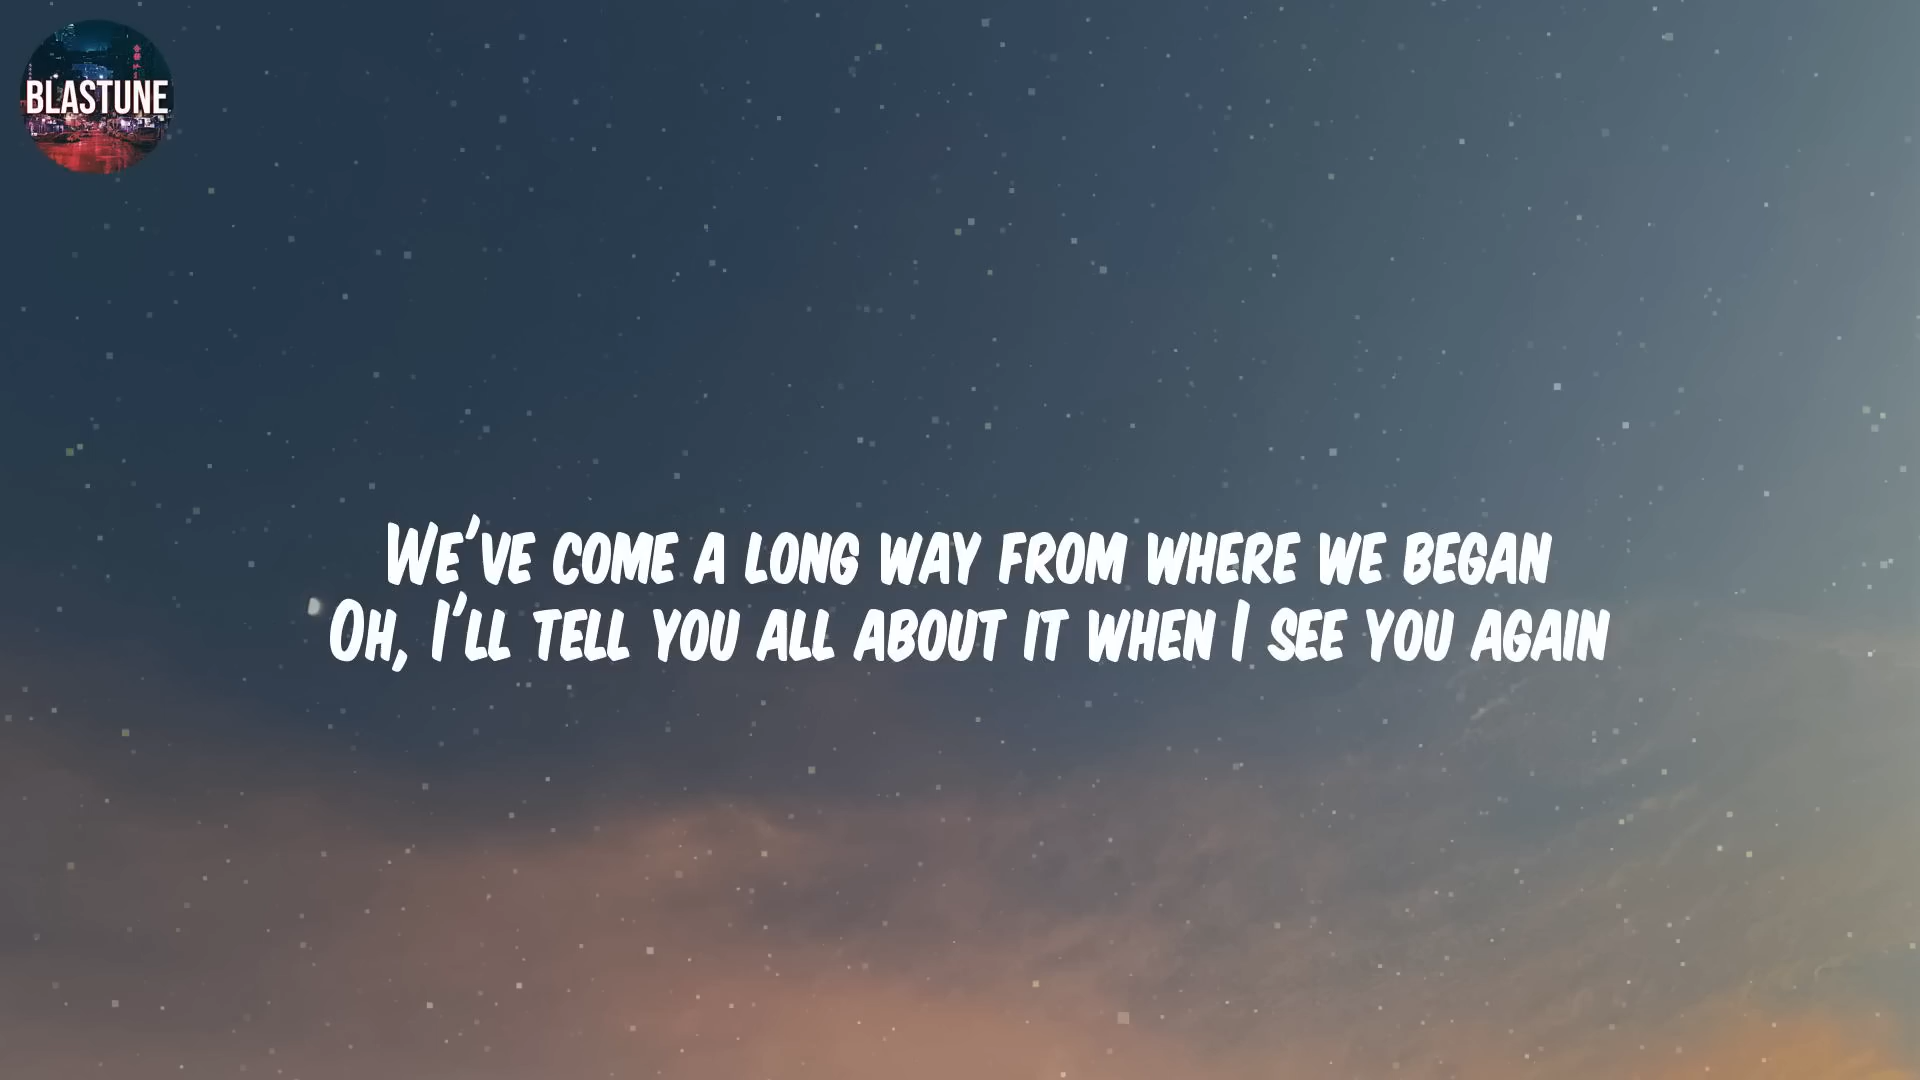 BLASTUNE
We've come a long way from where we began
Oh, I'll tell you all about it when I see you again